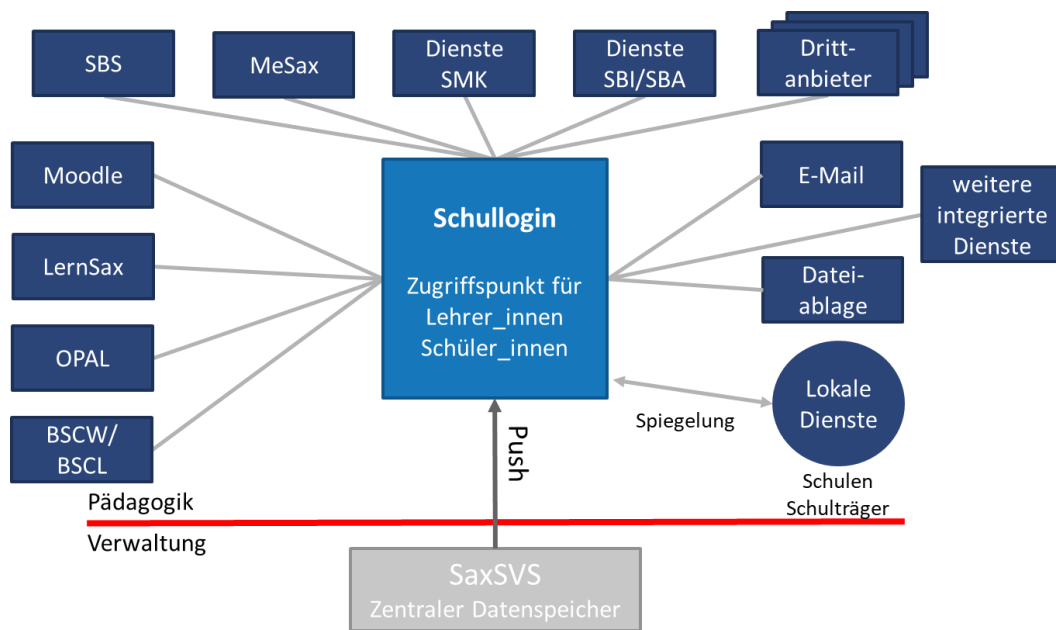 SBS
MeSax
Dienste
SMK
Dienste
SBI/SBA
Dritt-
anbieter
Moodle
LernSax
OPAL
BSCW/
BSCL
Schullogin
Zugriffspunkt für
Lehrer_innen
Schüler_innen
E-Mail
weitere
integrierte
Dienste
Datei-
ablage
Lokale
Dienste
Spiegelung
Schulen
Schulträger
Push
Pädagogik
Verwaltung
SaxSVS
Zentraler Datenspeicher